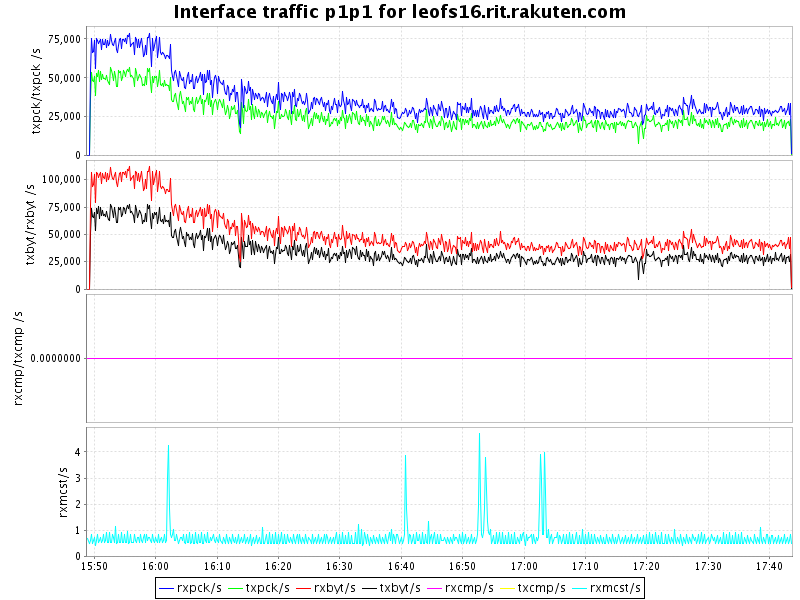 Interface traffic p1p1 for leofs16.rit.rakuten.com
txpck/txpck /s
75,000
50,000
25,000
0
txbyt/rxbyt /s
100,000
75,000
50,000
25,000
0
rxcmp/txcmp /s
0.0000000
rxmcst/s
4
3
2
1
0
15:50 16:00 16:10 16:20 16:30 16:40 16:50 17:00 17:10 17:20 17:30 17:40
rxpck/s txpck/s rxbyt/s txbyt/s rxcmp/s txcmp/s rxmcst/s